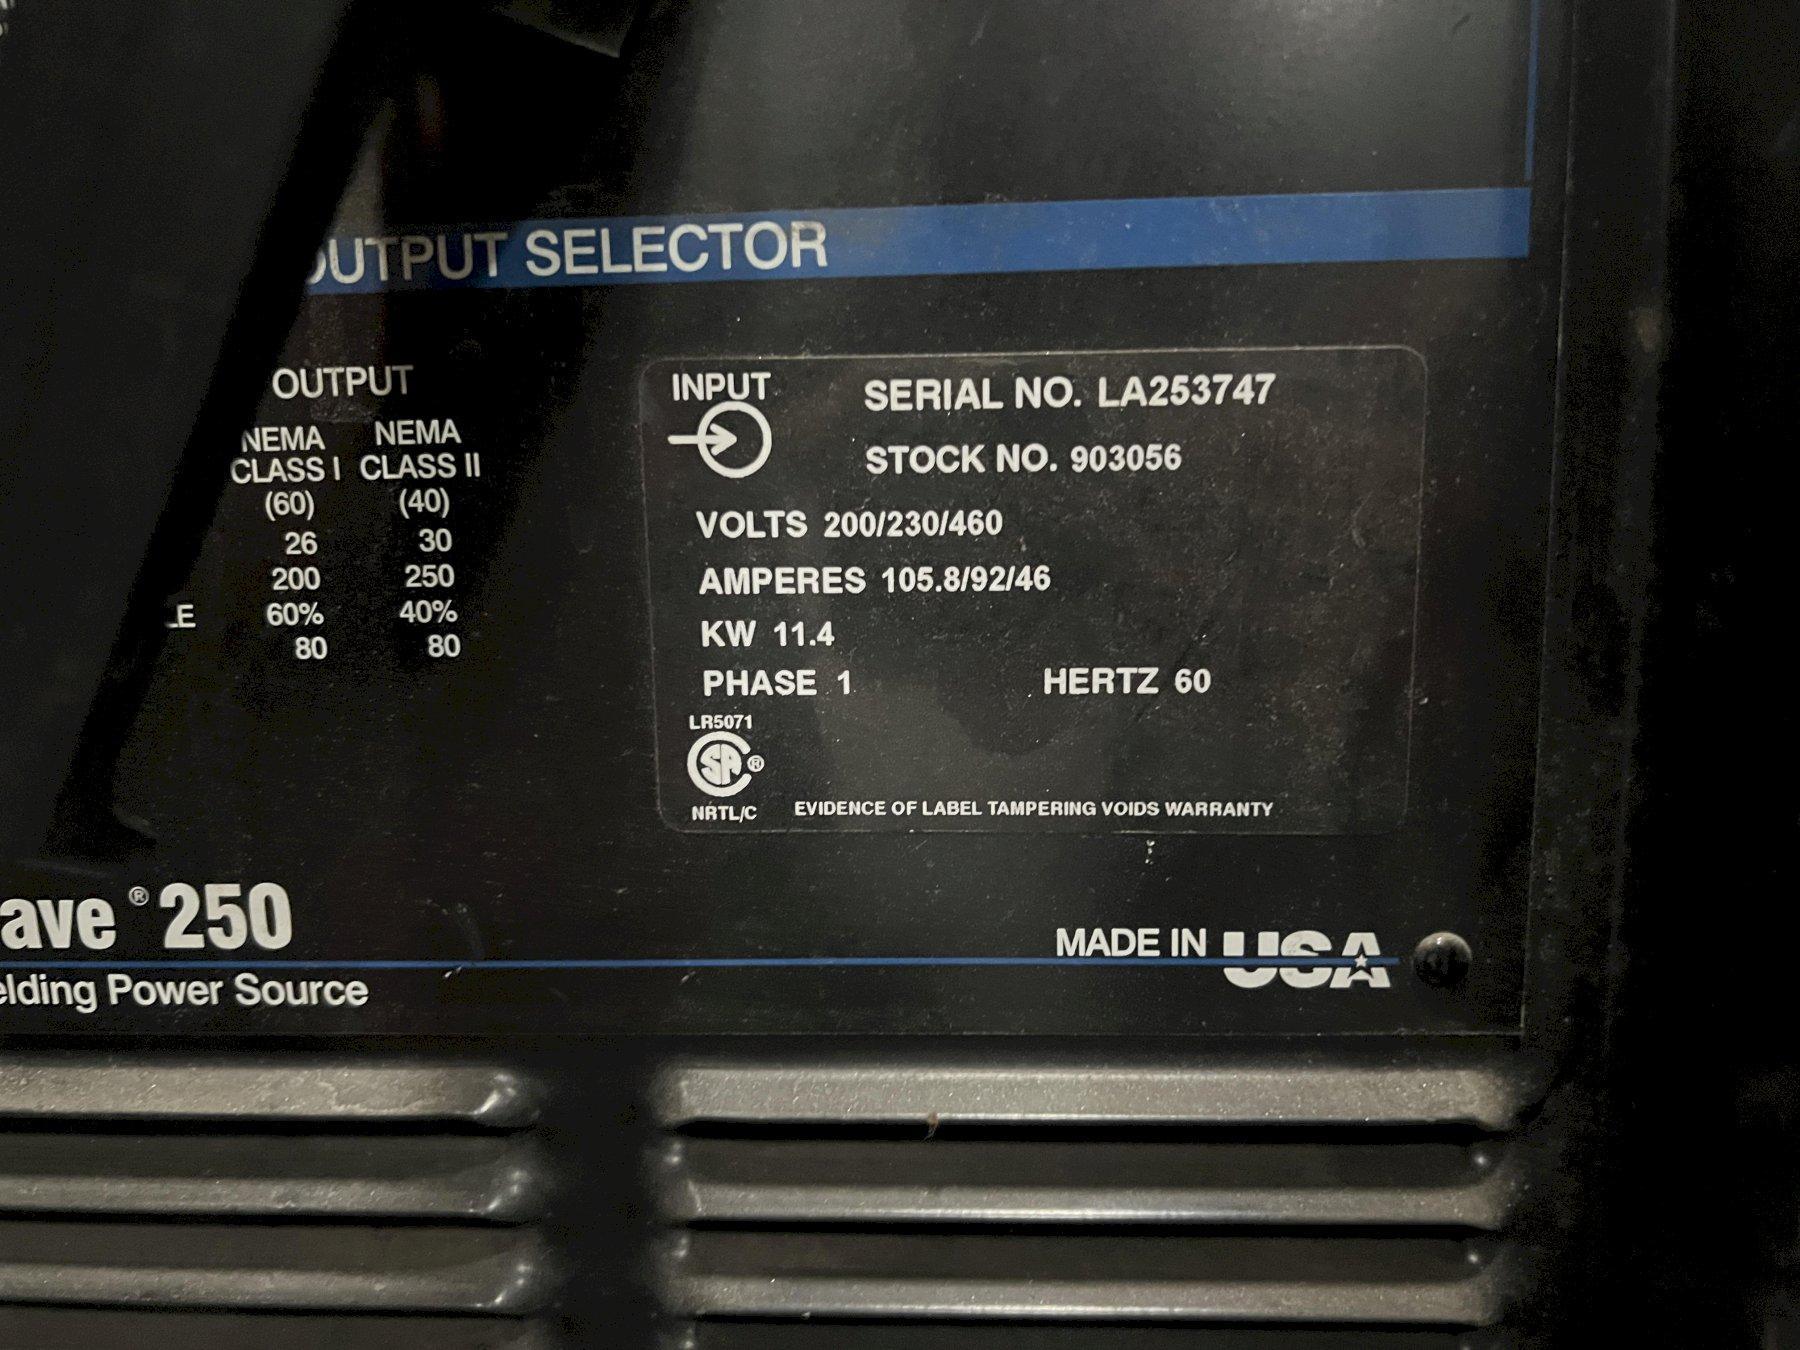 OUTPUT SELECTOR
OUTPUT
NEMA NEMA
CLASS I CLASS II
(60) (40)
26 30
200 250
LE 60% 40%
80 80
INPUT
SERIAL NO. LA253747
STOCK NO. 903056
VOLTS 200/230/460
AMPERES 105.8/92/46
KW 11.4
PHASE 1 HERTZ 60
LR5071
SA ®
NRTL/C EVIDENCE OF LABEL TAMPERING VOIDS WARRANTY
ave® 250
elding Power Source
MADE IN USA